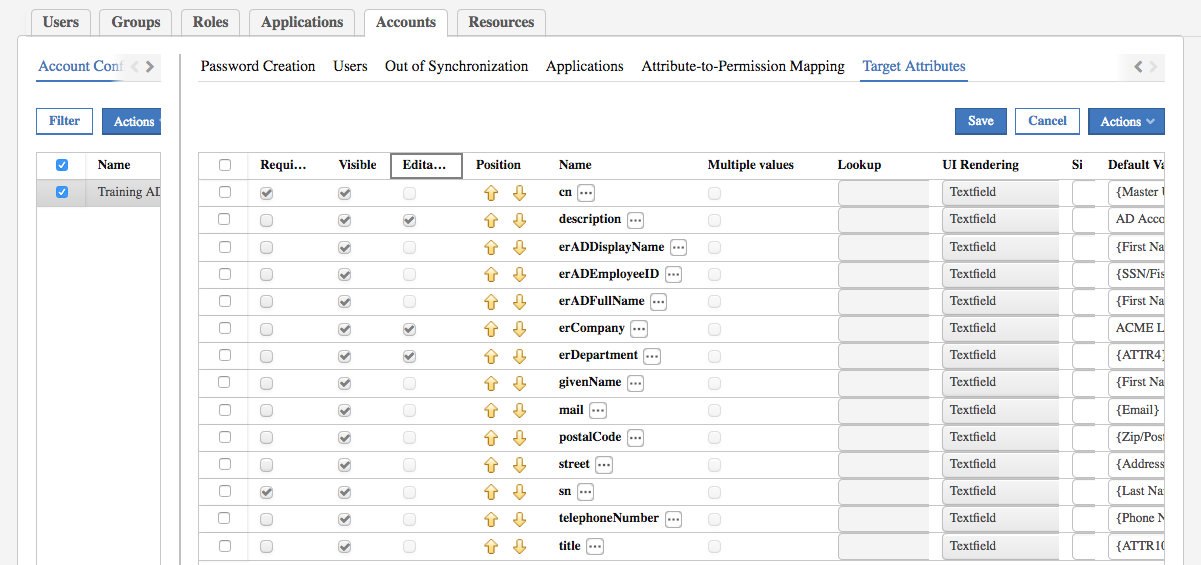 Users Groups Roles Applications Accounts Resources
Account Conf Password Creation Users Out of Synchronization Applications Attribute-to-Permission Mapping Target Attributes
Filter Actions Save Cancel Actions
Name Requi... Visible Edita... Position Name Multiple values Lookup UI Rendering Si Default Va
Training AD cn ... Textfield {Master U
description ... Textfield AD Acco
erADDisplayName ... Textfield {First Na
erADEmployeeID ... Textfield {SSN/Fis
erADFullName ... Textfield {First Na
erCompany ... Textfield ACME L
erDepartment ... Textfield {ATTR4}
givenName ... Textfield {First Na
mail ... Textfield {Email}
postalCode ... Textfield {Zip/Post
street ... Textfield {Address
sn ... Textfield {Last Na
telephoneNumber ... Textfield {Phone N
title ... Textfield {ATTR10